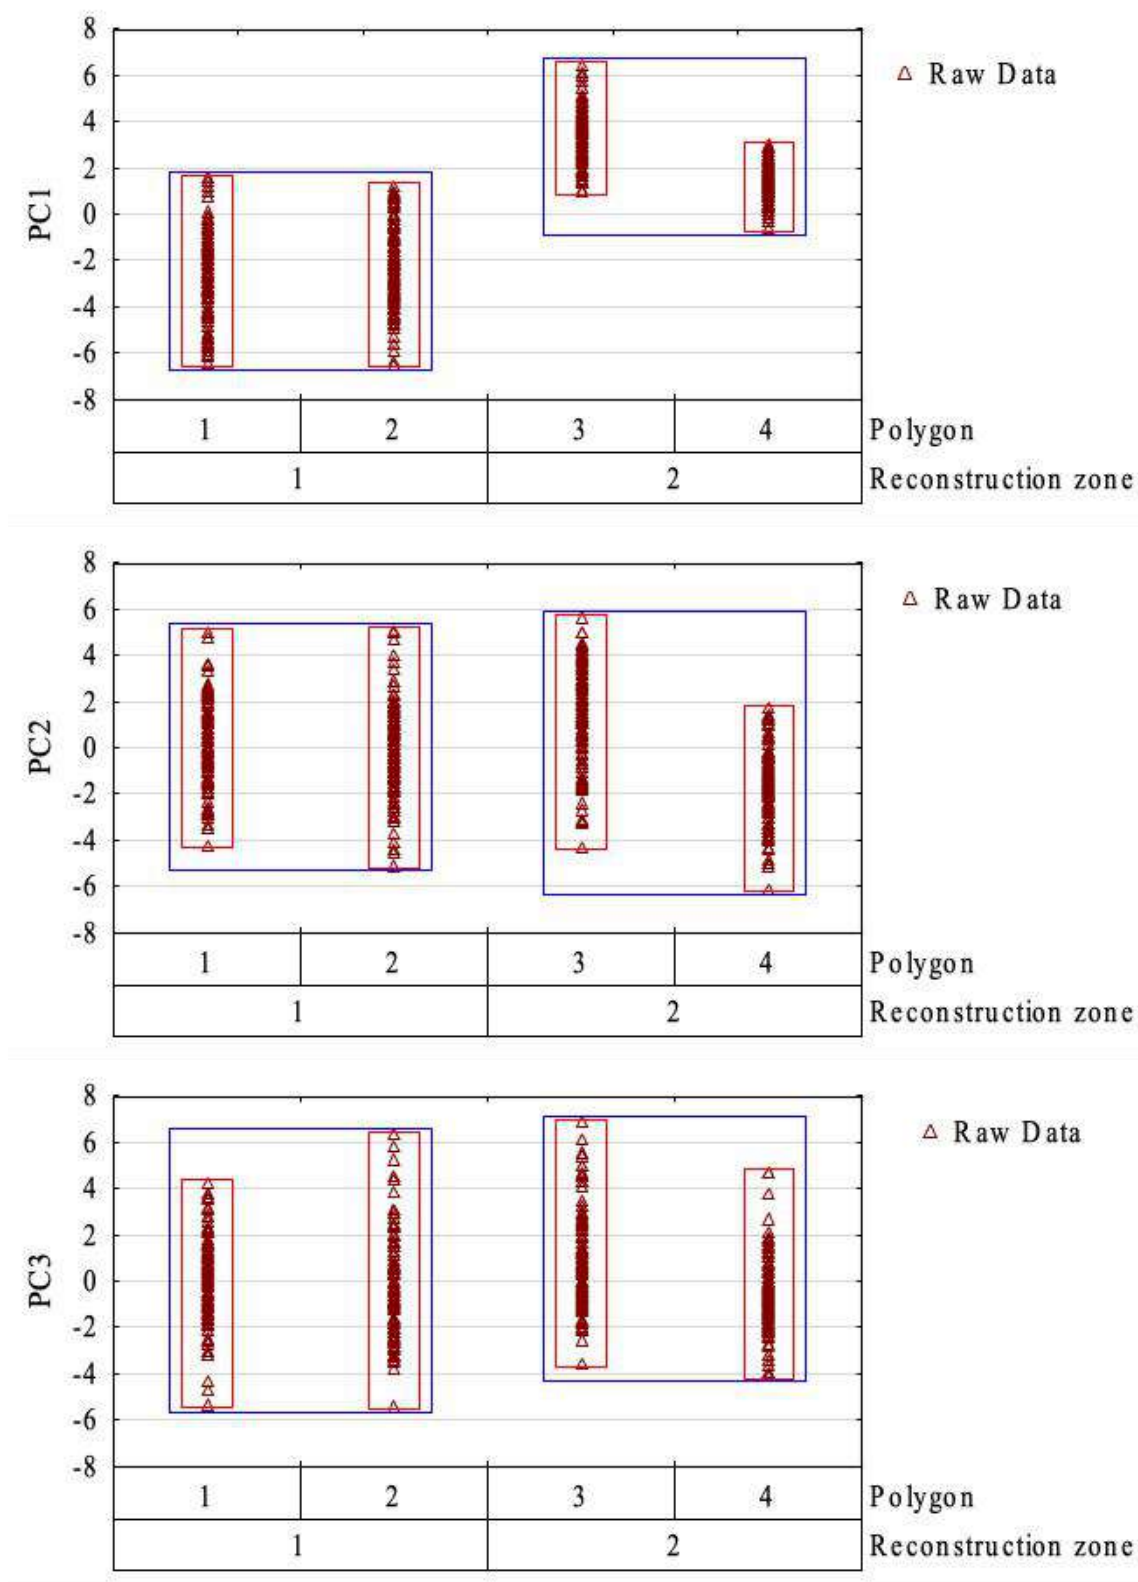 8
6
4
2
0
-2
-4
-6
-8
PC1
△ Raw Data
1 2 3 4 Polygon
1 2 Reconstruction zone
8
6
4
2
0
-2
-4
-6
-8
PC2
△ Raw Data
1 2 3 4 Polygon
1 2 Reconstruction zone
8
6
4
2
0
-2
-4
-6
-8
PC3
△ Raw Data
1 2 3 4 Polygon
1 2 Reconstruction zone